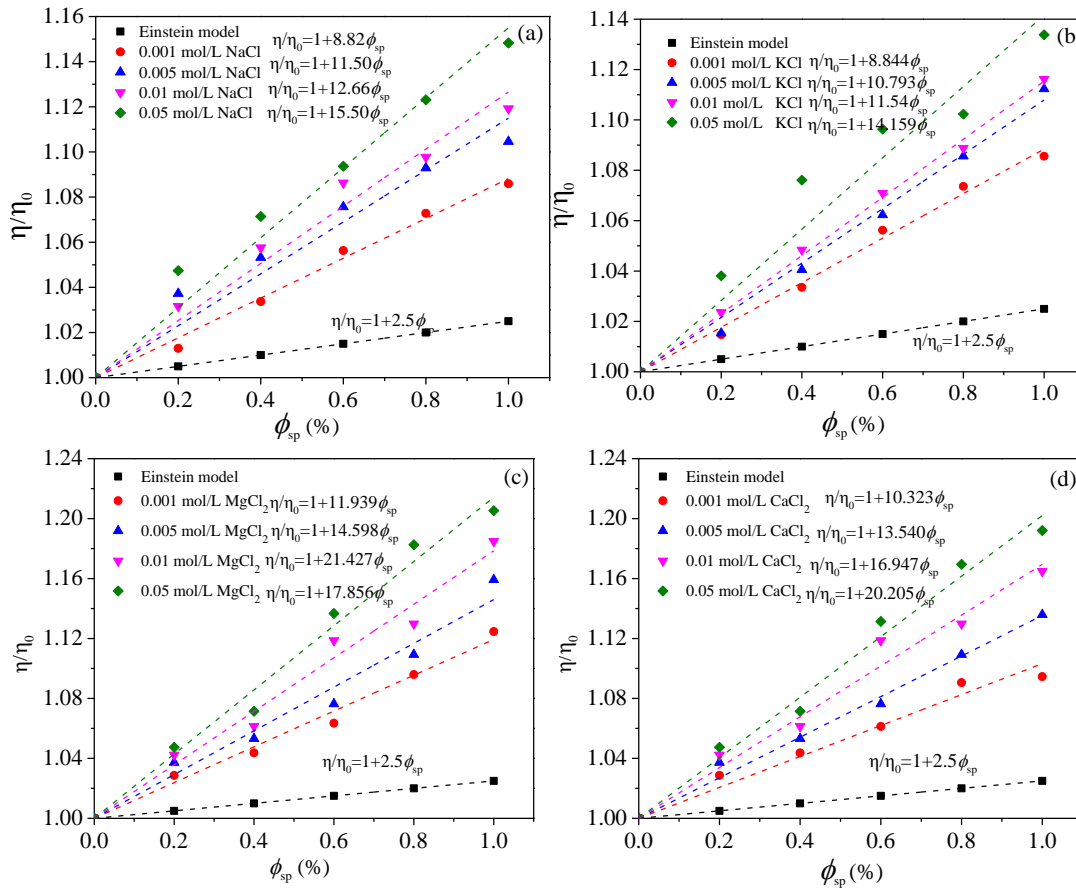 (a)
Einstein model
0.001 mol/L NaCl η/η0=1+8.82ϕsp
0.005 mol/L NaCl η/η0=1+11.50ϕsp
0.01 mol/L NaCl η/η0=1+12.66ϕsp
0.05 mol/L NaCl η/η0=1+15.50ϕsp
η/η0=1+2.5ϕ
η/η0
1.16
1.14
1.12
1.10
1.08
1.06
1.04
1.02
1.00
0.0 0.2 0.4 0.6 0.8 1.0
ϕsp (%)
(b)
Einstein model
0.001 mol/L KCl η/η0=1+8.844ϕsp
0.005 mol/L KCl η/η0=1+10.793ϕsp
0.01 mol/L KCl η/η0=1+11.54ϕsp
0.05 mol/L KCl η/η0=1+14.159ϕsp
η/η0=1+2.5ϕsp
η/η0
1.14
1.12
1.10
1.08
1.06
1.04
1.02
1.00
0.0 0.2 0.4 0.6 0.8 1.0
ϕsp (%)
(c)
Einstein model
0.001 mol/L MgCl2 η/η0=1+11.939ϕsp
0.005 mol/L MgCl2 η/η0=1+14.598ϕsp
0.01 mol/L MgCl2 η/η0=1+21.427ϕsp
0.05 mol/L MgCl2 η/η0=1+17.856ϕsp
η/η0=1+2.5ϕsp
η/η0
1.24
1.20
1.16
1.12
1.08
1.04
1.00
0.0 0.2 0.4 0.6 0.8 1.0
ϕsp (%)
(d)
Einstein model
0.001 mol/L CaCl2 η/η0=1+10.323ϕsp
0.005 mol/L CaCl2 η/η0=1+13.540ϕsp
0.01 mol/L CaCl2 η/η0=1+16.947ϕsp
0.05 mol/L CaCl2 η/η0=1+20.205ϕsp
η/η0=1+2.5ϕsp
η/η0
1.24
1.20
1.16
1.12
1.08
1.04
1.00
0.0 0.2 0.4 0.6 0.8 1.0
ϕsp (%)